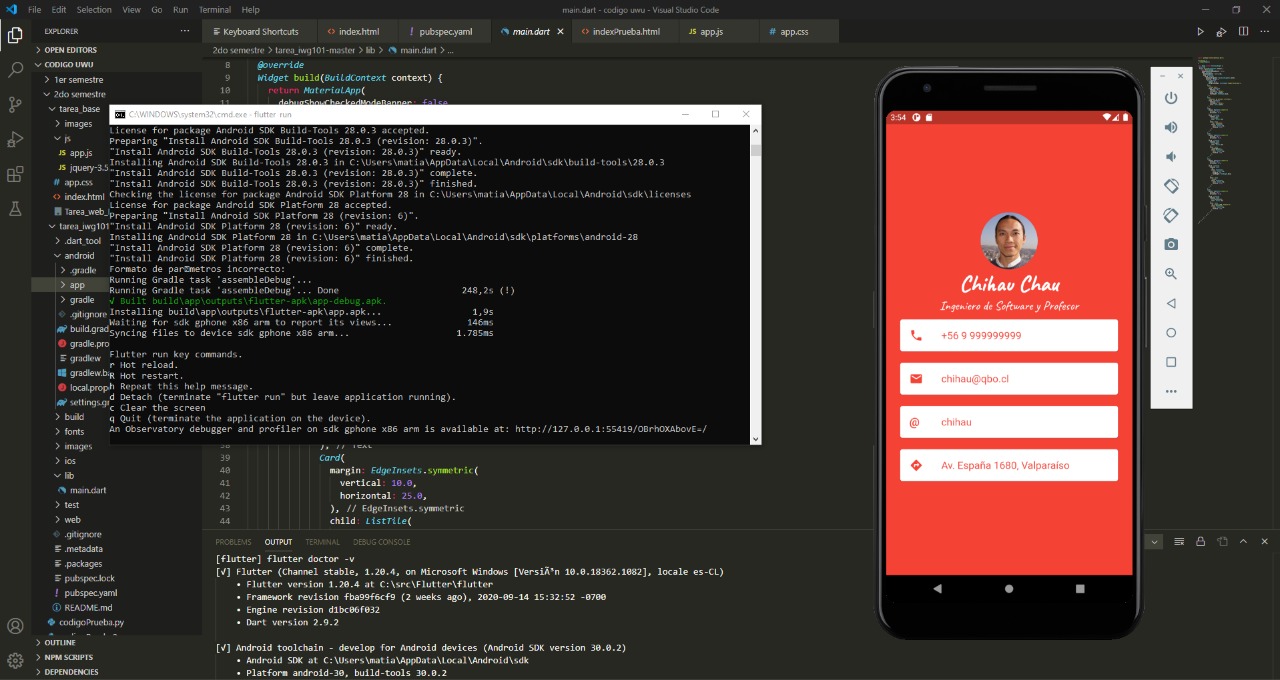 File Edit Selection View Go Run Terminal Help
main.dart - codigo uwu - Visual Studio Code
EXPLORER
OPEN EDITORS
CODIGO UWU
1er semestre
2do semestre
tarea_base
images
js
app.js
jquery-3.5
app.css
index.html
Tarea_web_
tarea_iwg101
.dart_tool
android
.gradle
app
gradle
.gitignore
build.grad
gradle.pro
gradlew
gradlew.ba
local.prop
settings.gr
build
fonts
images
ios
lib
main.dart
test
web
.gitignore
.metadata
.packages
pubspec.lock
pubspec.yaml
README.md
codigoPrueba.py
OUTLINE
NPM SCRIPTS
DEPENDENCIES
Keyboard Shortcuts
index.html
pubspec.yaml
main.dart
indexPrueba.html
app.js
app.css
2do semestre > tarea_iwg101-master > lib > main.dart > ...
8 @override
9 Widget build(BuildContext context) {
10 return MaterialApp(
11 debugShowCheckedModeBanner: false,
C:\WINDOWS\system32\cmd.exe - flutter run
License for package Android SDK Build-Tools 28.0.3 accepted.
Preparing "Install Android SDK Build-Tools 28.0.3 (revision: 28.0.3)".
"Install Android SDK Build-Tools 28.0.3 (revision: 28.0.3)" ready.
Installing Android SDK Build-Tools 28.0.3 in C:\Users\matia\AppData\Local\Android\sdk\build-tools\28.0.3
"Install Android SDK Build-Tools 28.0.3 (revision: 28.0.3)" complete.
"Install Android SDK Build-Tools 28.0.3 (revision: 28.0.3)" finished.
Checking the license for package Android SDK Platform 28 in C:\Users\matia\AppData\Local\Android\sdk\licenses
License for package Android SDK Platform 28 accepted.
Preparing "Install Android SDK Platform 28 (revision: 6)".
"Install Android SDK Platform 28 (revision: 6)" ready.
Installing Android SDK Platform 28 in C:\Users\matia\AppData\Local\Android\sdk\platforms\android-28
"Install Android SDK Platform 28 (revision: 6)" complete.
"Install Android SDK Platform 28 (revision: 6)" finished.
Formato de par metros incorrecto:
Running Gradle task 'assembleDebug'...
Running Gradle task 'assembleDebug'... Done 248,2s (!)
√ Built build\app\outputs\flutter-apk\app-debug.apk.
Installing build\app\outputs\flutter-apk\app.apk... 1,9s
Waiting for sdk gphone x86 arm to report its views... 146ms
Syncing files to device sdk gphone x86 arm... 1.785ms
Flutter run key commands.
r Hot reload.
R Hot restart.
h Repeat this help message.
d Detach (terminate "flutter run" but leave application running).
c Clear the screen
q Quit (terminate the application on the device).
An Observatory debugger and profiler on sdk gphone x86 arm is available at: http://127.0.0.1:55419/OBrhOXAbovE=/
38 ), // Text
39 Card(
40 margin: EdgeInsets.symmetric(
41 vertical: 10.0,
42 horizontal: 25.0,
43 ), // EdgeInsets.symmetric
44 child: ListTile(
PROBLEMS OUTPUT TERMINAL DEBUG CONSOLE
[flutter] flutter doctor -v
[√] Flutter (Channel stable, 1.20.4, on Microsoft Windows [VersiÃ³n 10.0.18362.1082], locale es-CL)
• Flutter version 1.20.4 at C:\src\Flutter\flutter
• Framework revision fba99f6cf9 (2 weeks ago), 2020-09-14 15:32:52 -0700
• Engine revision d1bc06f032
• Dart version 2.9.2
[√] Android toolchain - develop for Android devices (Android SDK version 30.0.2)
• Android SDK at C:\Users\matia\AppData\Local\Android\sdk
• Platform android-30, build-tools 30.0.2
3:54
Chihau Chau
Ingeniero de Software y Profesor
+56 9 999999999
chihau@qbo.cl
@ chihau
Av. España 1680, Valparaíso